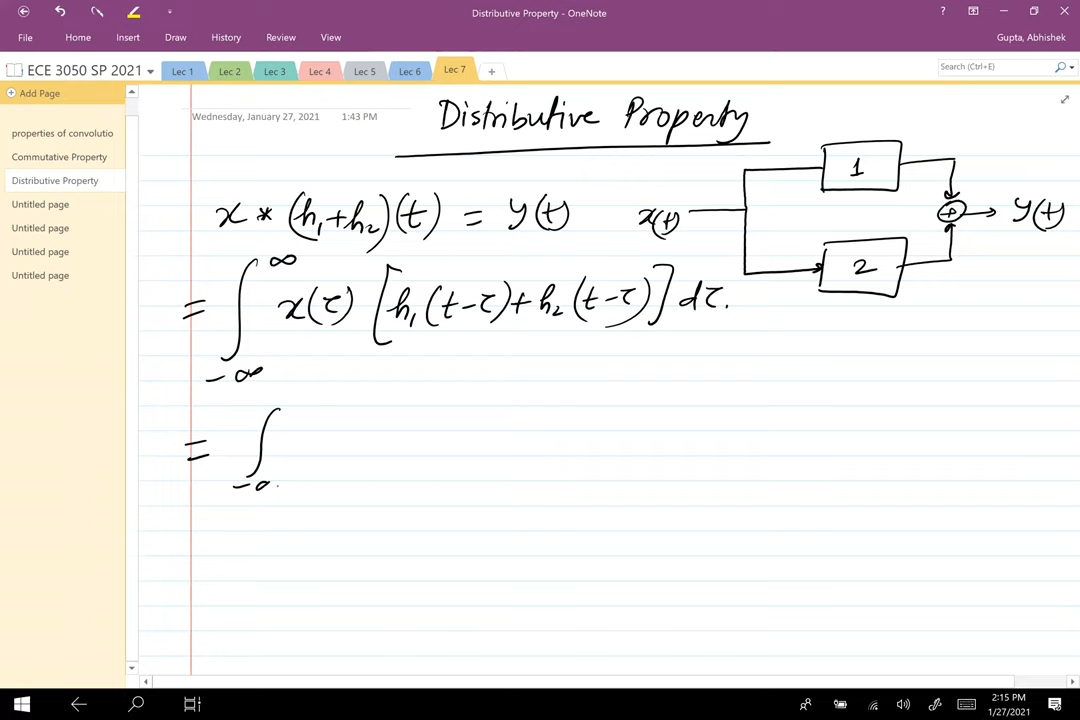 Distributive Property - OneNote
?
File Home Insert Draw History Review View
Gupta, Abhishek
ECE 3050 SP 2021
Lec 1 Lec 2 Lec 3 Lec 4 Lec 5 Lec 6 Lec 7 +
Search (Ctrl+E)
Add Page
properties of convolutio
Commutative Property
Distributive Property
Untitled page
Untitled page
Untitled page
Untitled page
Wednesday, January 27, 2021 1:43 PM
Distributive Property
x * (h₁+h₂)(t) = y(t)
x(t) 1 2 + y(t)
= ∫_{-∞}^{∞} x(τ) [h₁(t-τ)+h₂(t-τ)] dτ.
= ∫
2:15 PM
1/27/2021